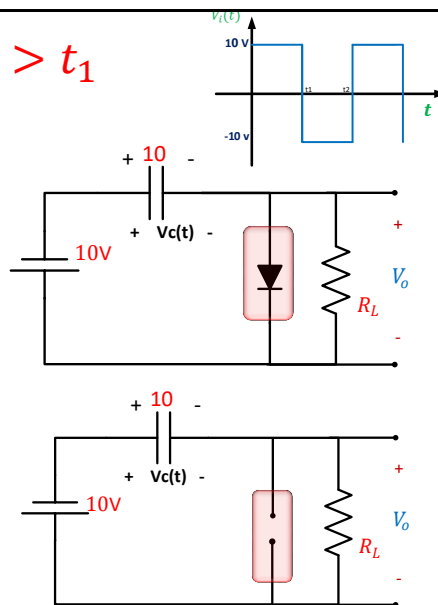 Vi(t)
10 V
> t1
t1 t2
t
-10 v
+ 10 -
+ Vc(t) -
10V
+
Vo
RL
-
+ 10 -
+ Vc(t) -
10V
+
Vo
RL
-